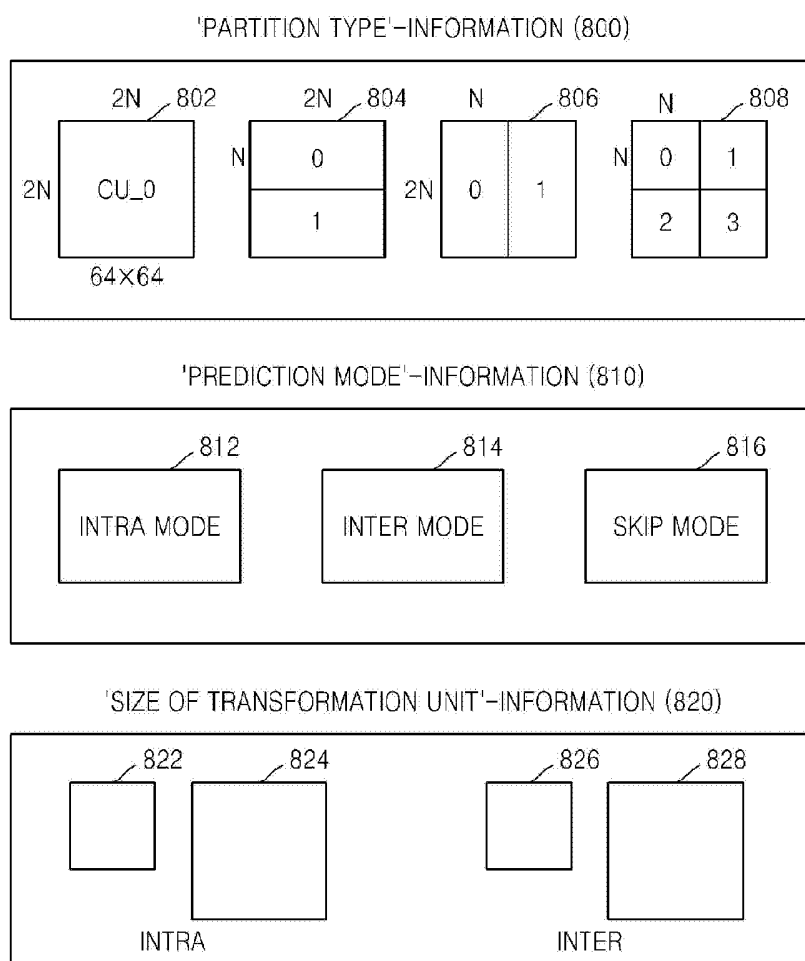 'PARTITION TYPE'-INFORMATION (800)
2N 802 2N 804 N 806 N 808
N 0 N 0 1
2N CU_0 2N 0 1
1 2 3
64×64
'PREDICTION MODE'-INFORMATION (810)
812 814 816
INTRA MODE INTER MODE SKIP MODE
'SIZE OF TRANSFORMATION UNIT'-INFORMATION (820)
822 824 826 828
INTRA INTER